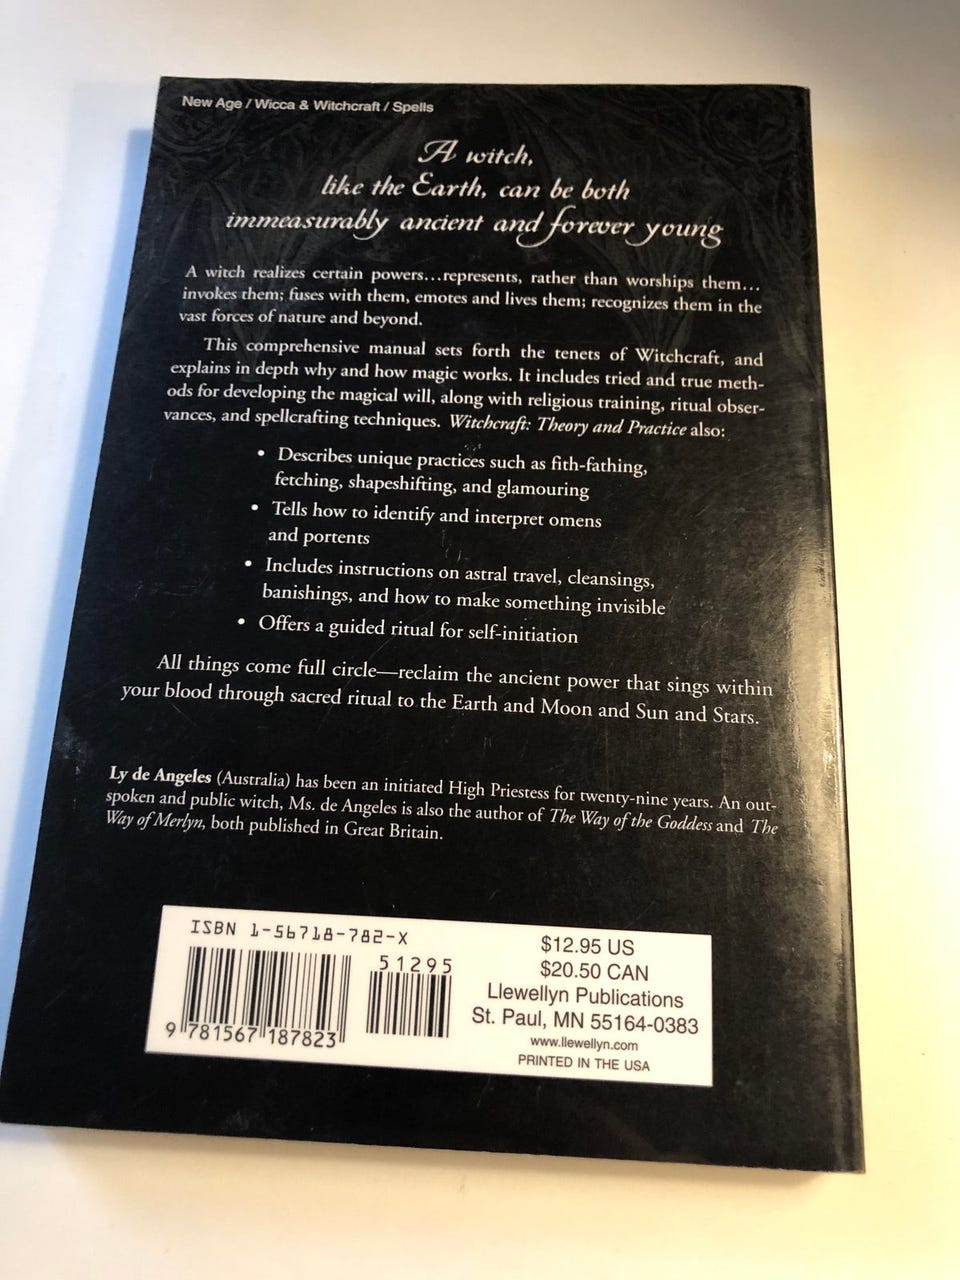 New Age / Wicca & Witchcraft / Spells
A witch,
like the Earth, can be both
immeasurably ancient and forever young
A witch realizes certain powers...represents, rather than worships them...
invokes them; fuses with them, emotes and lives them; recognizes them in the
vast forces of nature and beyond.
This comprehensive manual sets forth the tenets of Witchcraft, and
explains in depth why and how magic works. It includes tried and true meth-
ods for developing the magical will, along with religious training, ritual obser-
vances, and spellcrafting techniques. Witchcraft: Theory and Practice also:
• Describes unique practices such as fith-fathing,
fetching, shapeshifting, and glamouring
• Tells how to identify and interpret omens
and portents
• Includes instructions on astral travel, cleansings,
banishings, and how to make something invisible
• Offers a guided ritual for self-initiation
All things come full circle—reclaim the ancient power that sings within
your blood through sacred ritual to the Earth and Moon and Sun and Stars.
Ly de Angeles (Australia) has been an initiated High Priestess for twenty-nine years. An out-
spoken and public witch, Ms. de Angeles is also the author of The Way of the Goddess and The
Way of Merlyn, both published in Great Britain.
ISBN 1-56718-782-X
51295
9 781567 187823
$12.95 US
$20.50 CAN
Llewellyn Publications
St. Paul, MN 55164-0383
www.llewellyn.com
PRINTED IN THE USA